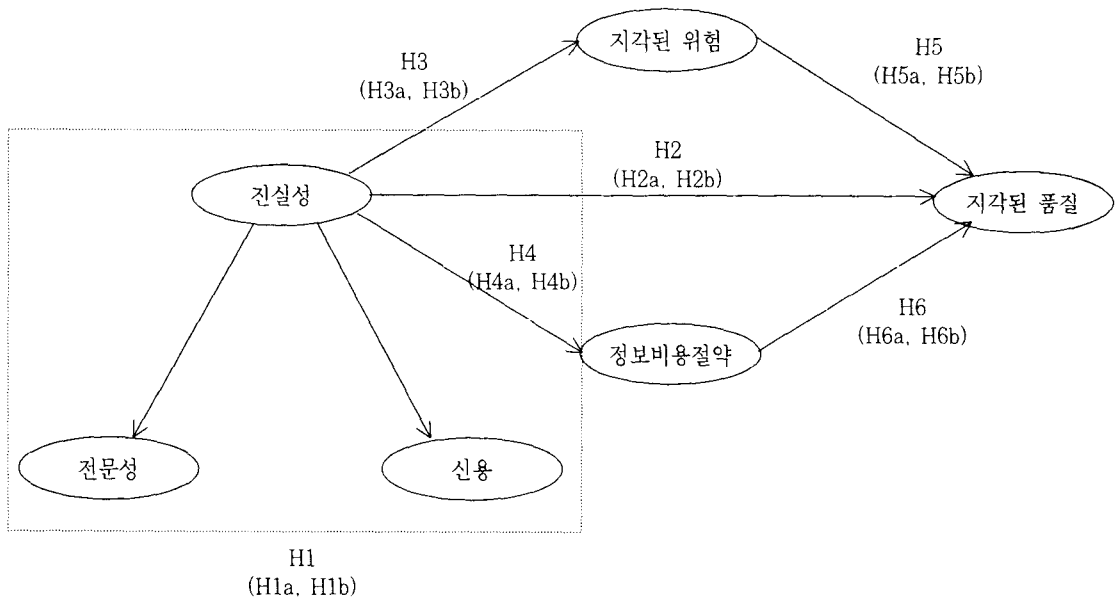 지각된 위험
H3
(H3a, H3b)
H5
(H5a, H5b)
H2
(H2a, H2b)
진실성
지각된 품질
H4
(H4a, H4b)
H6
(H6a, H6b)
정보비용절약
전문성
신용
H1
(H1a, H1b)